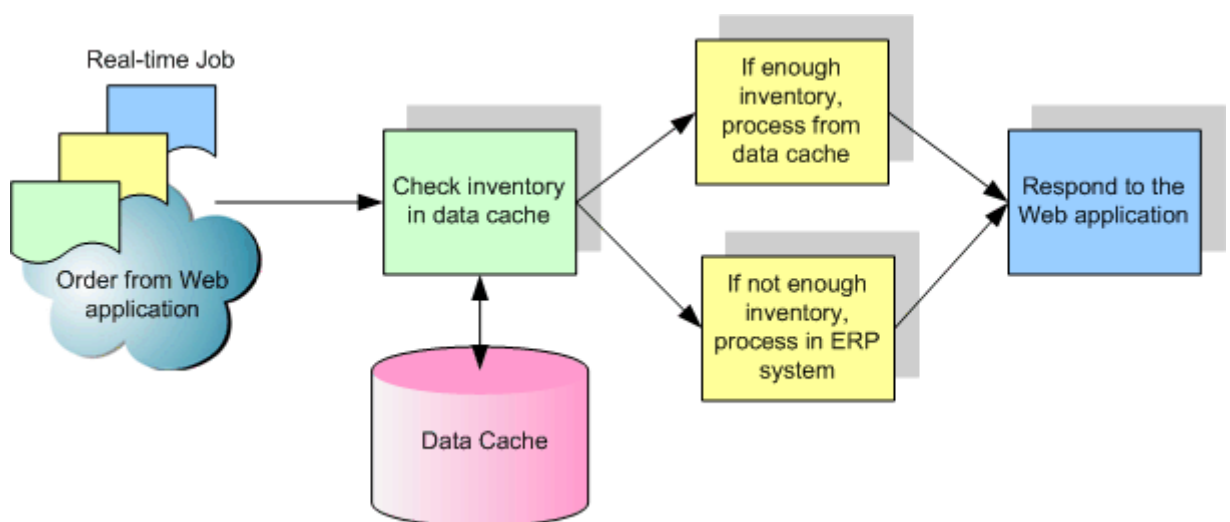 Real-time Job
Order from Web
application
Check inventory
in data cache
Data Cache
If enough
inventory,
process from
data cache
If not enough
inventory,
process in ERP
system
Respond to the
Web application